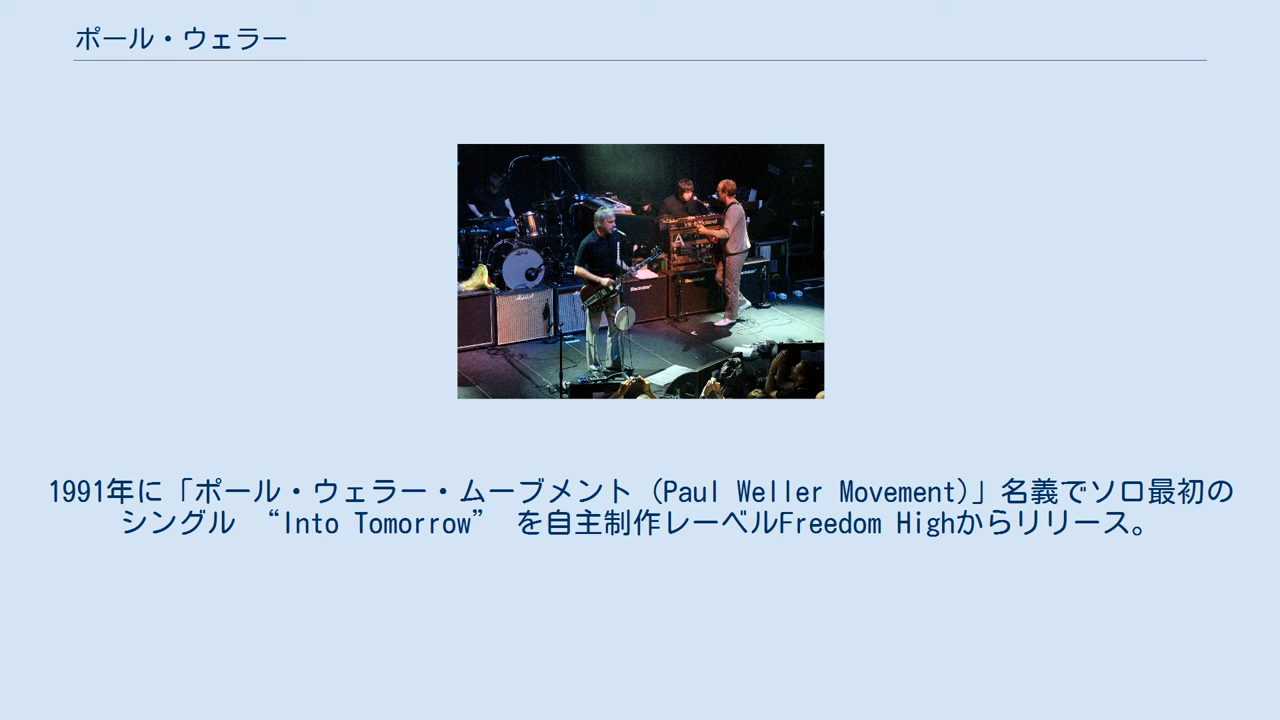 ポール・ウェラー
Roland
Blackstar
Blackstar
1991年に「ポール・ウェラー・ムーブメント (Paul Weller Movement)」名義でソロ最初の
シングル “Into Tomorrow” を自主制作レーベルFreedom Highからリリース。